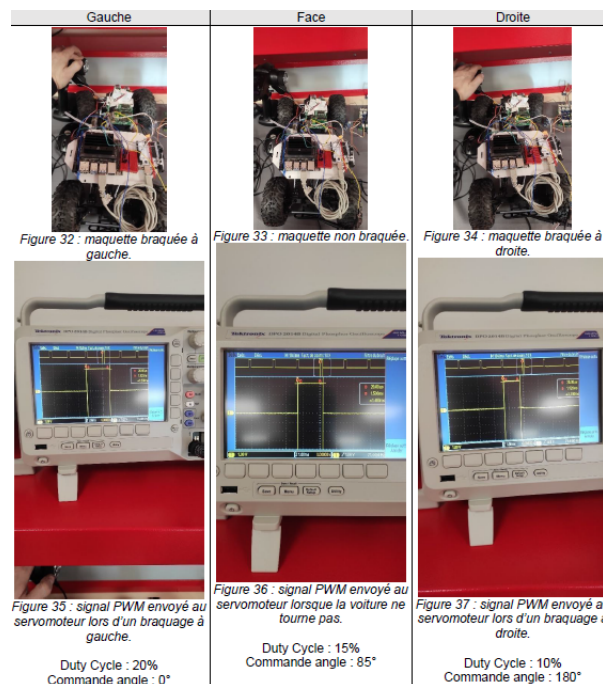 Gauche
Face
Droite
Figure 32 : maquette braquée à
gauche.
Figure 33 : maquette non braquée.
Figure 34 : maquette braquée à
droite.
Tektronix
Tektronix
Tektronix
Figure 35 : signal PWM envoyé au
servomoteur lors d'un braquage à
gauche.
Duty Cycle : 20%
Commande angle : 0°
Figure 36 : signal PWM envoyé au
servomoteur lorsque la voiture ne
tourne pas.
Duty Cycle : 15%
Commande angle : 85°
Figure 37 : signal PWM envoyé a
servomoteur lors d'un braquage
droite.
Duty Cycle : 10%
Commande angle : 180°